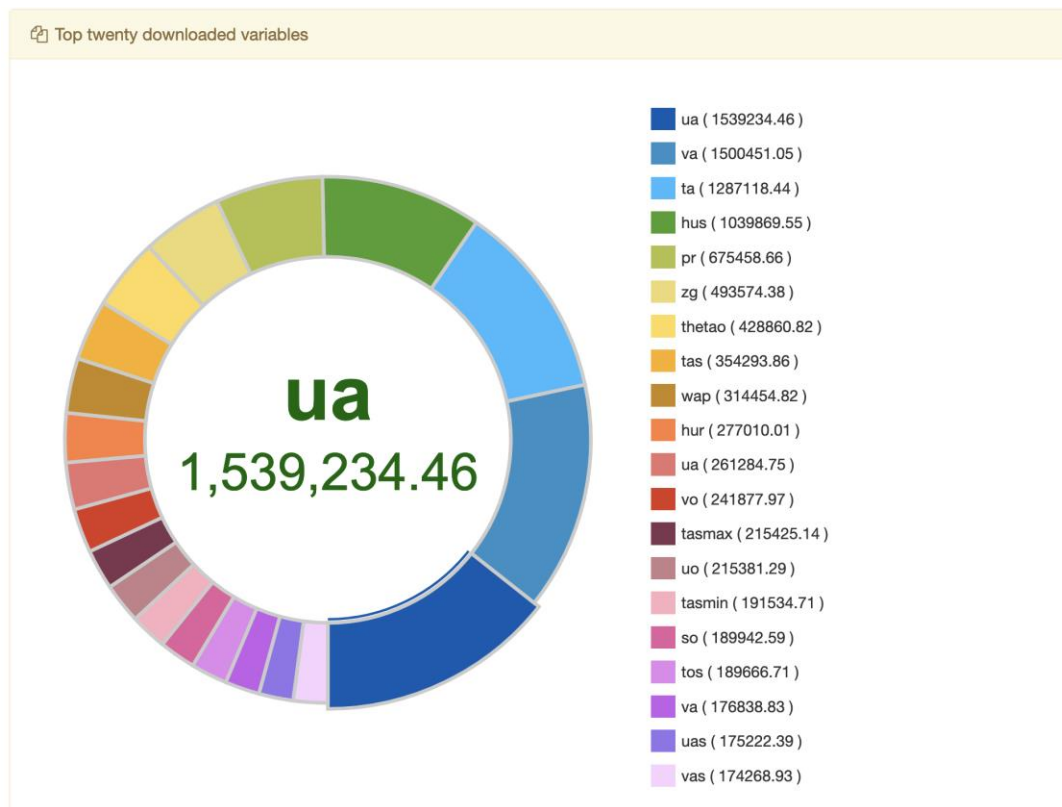 Top twenty downloaded variables
ua
1,539,234.46
ua ( 1539234.46 )
va ( 1500451.05 )
ta ( 1287118.44 )
hus ( 1039869.55 )
pr ( 675458.66 )
zg ( 493574.38 )
thetao ( 428860.82 )
tas ( 354293.86 )
wap ( 314454.82 )
hur ( 277010.01 )
ua ( 261284.75 )
vo ( 241877.97 )
tasmax ( 215425.14 )
uo ( 215381.29 )
tasmin ( 191534.71 )
so ( 189942.59 )
tos ( 189666.71 )
va ( 176838.83 )
uas ( 175222.39 )
vas ( 174268.93 )